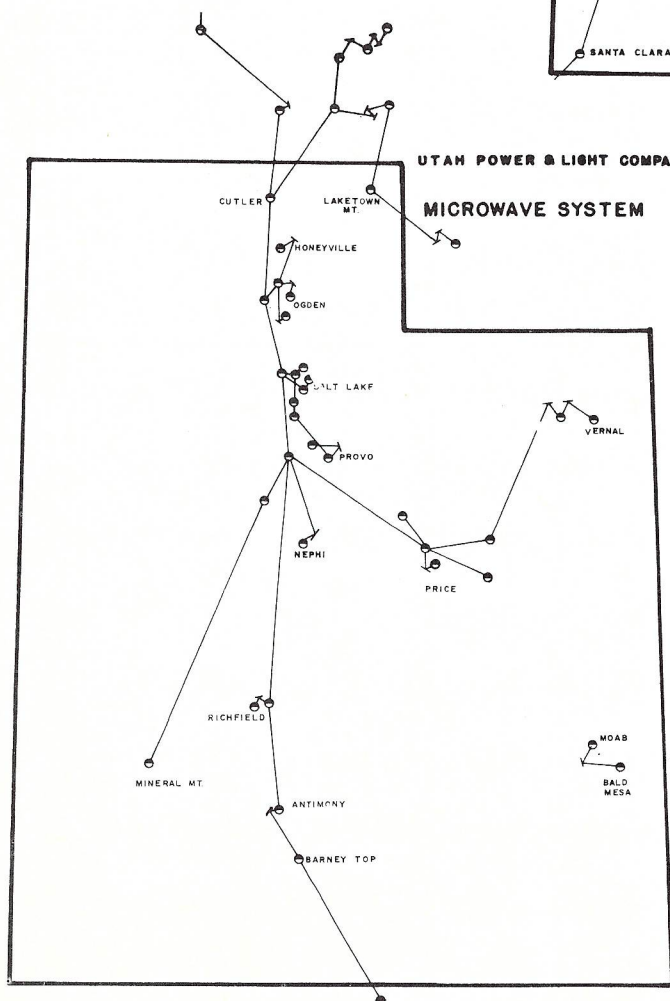 SANTA CLARA
UTAH POWER & LIGHT COMPA
MICROWAVE SYSTEM
CUTLER
LAKETOWN
MT.
HONEYVILLE
OGDEN
SALT LAKE
VERNAL
PROVO
NEPHI
PRICE
RICHFIELD
MOAB
BALD
MESA
MINERAL MT.
ANTIMONY
BARNEY TOP